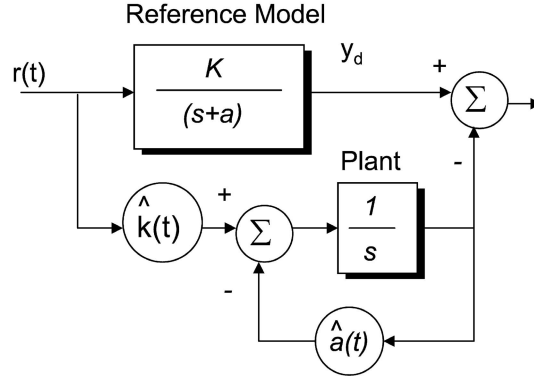 Reference Model
r(t)
K
(s+a)
y_d
+
Σ
-
Plant
k̂(t)
+
Σ
-
1
s
â(t)